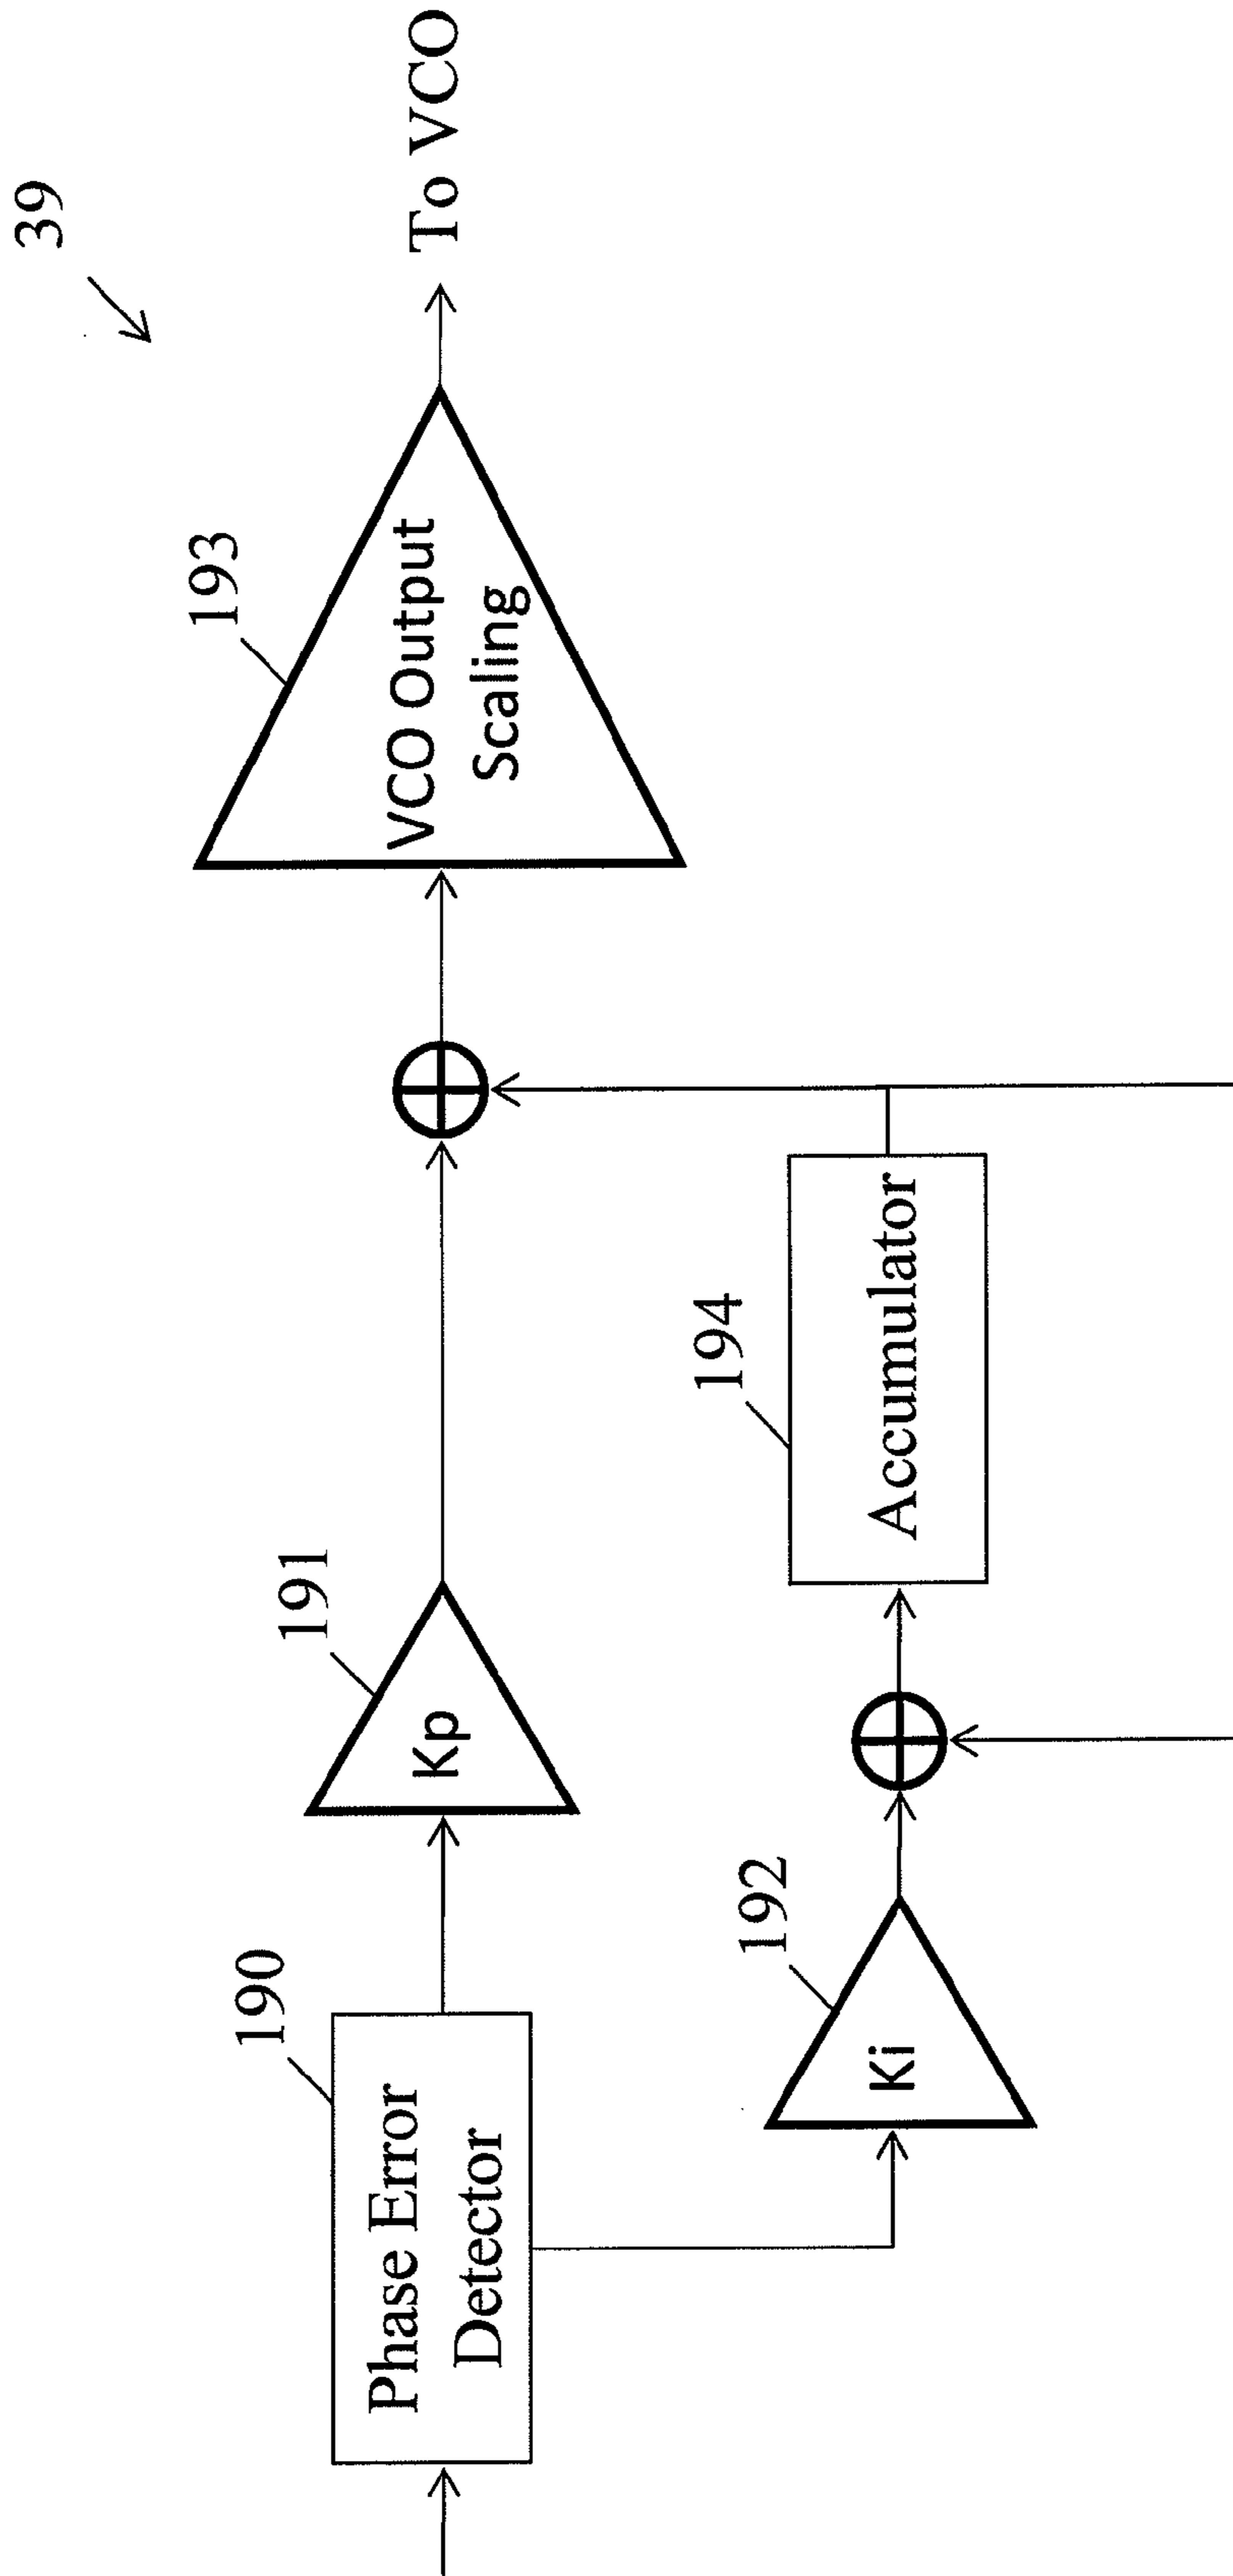 39
190
Phase Error
Detector
191
Kp
193
VCO Output
Scaling
To VCO
192
Ki
194
Accumulator